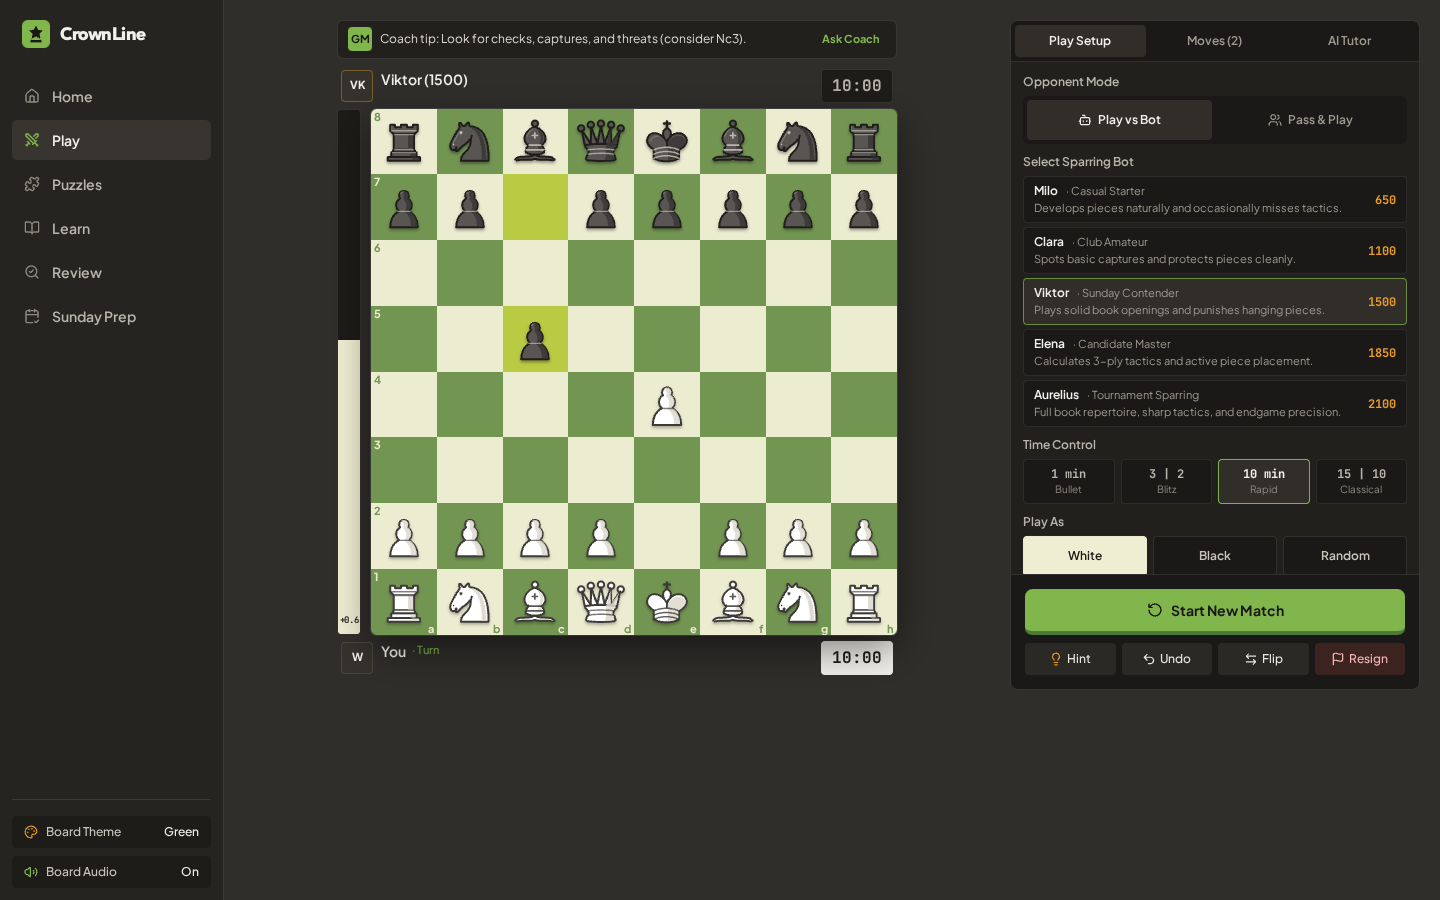 CrownLine
Home
Play
Puzzles
Learn
Review
Sunday Prep
Board Theme Green
Board Audio On
GM Coach tip: Look for checks, captures, and threats (consider Nc3). Ask Coach
VK Viktor (1500) 10:00
8
7
6
5
4
3
2
1
a b c d e f g h
+0.6
W You · Turn 10:00
Play Setup Moves (2) AI Tutor
Opponent Mode
Play vs Bot Pass & Play
Select Sparring Bot
Milo · Casual Starter
Develops pieces naturally and occasionally misses tactics. 650
Clara · Club Amateur
Spots basic captures and protects pieces cleanly. 1100
Viktor · Sunday Contender
Plays solid book openings and punishes hanging pieces. 1500
Elena · Candidate Master
Calculates 3-ply tactics and active piece placement. 1850
Aurelius · Tournament Sparring
Full book repertoire, sharp tactics, and endgame precision. 2100
Time Control
1 min 3 | 2 10 min 15 | 10
Bullet Blitz Rapid Classical
Play As
White Black Random
Start New Match
Hint Undo Flip Resign